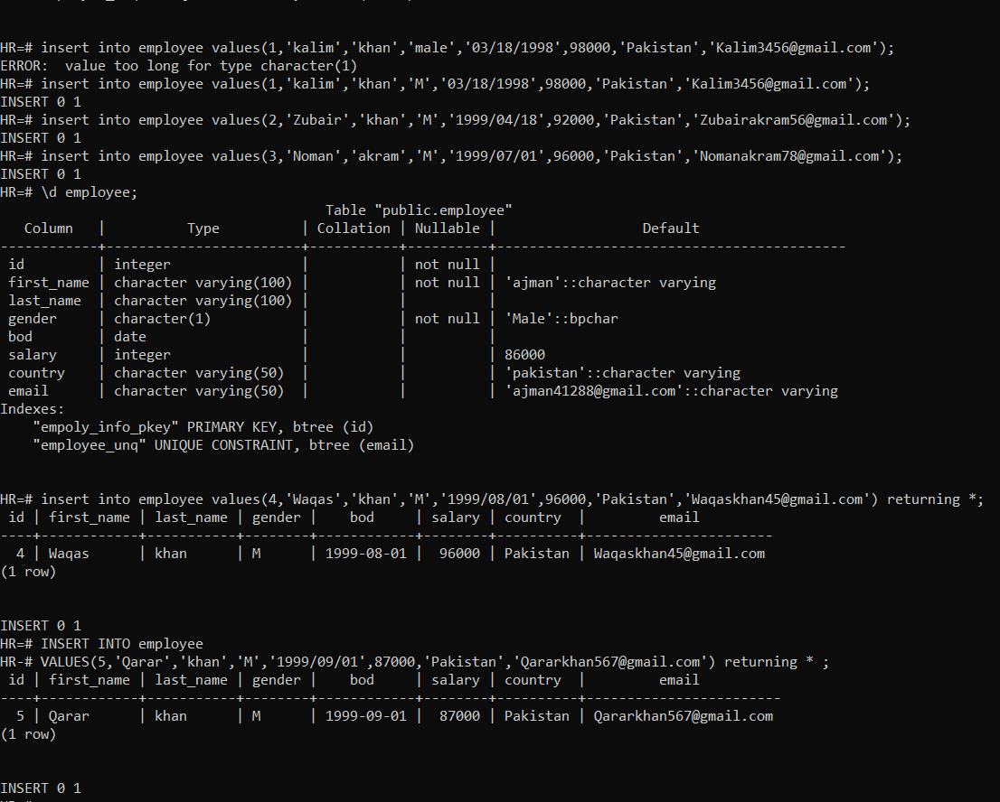 HR=# insert into employee values(1,'kalim','khan','male','03/18/1998',98000,'Pakistan','Kalim3456@gmail.com');
ERROR:  value too long for type character(1)
HR=# insert into employee values(1,'kalim','khan','M','03/18/1998',98000,'Pakistan','Kalim3456@gmail.com');
INSERT 0 1
HR=# insert into employee values(2,'Zubair','khan','M','1999/04/18',92000,'Pakistan','Zubairakram56@gmail.com');
INSERT 0 1
HR=# insert into employee values(3,'Noman','akram','M','1999/07/01',96000,'Pakistan','Nomanakram78@gmail.com');
INSERT 0 1
HR=# \d employee;
                                        Table "public.employee"
   Column   |          Type          | Collation | Nullable |                  Default
------------+------------------------+-----------+----------+-------------------------------------------
 id         | integer                |           | not null |
 first_name | character varying(100) |           | not null | 'ajman'::character varying
 last_name  | character varying(100) |           |          |
 gender     | character(1)           |           | not null | 'Male'::bpchar
 bod        | date                   |           |          |
 salary     | integer                |           |          | 86000
 country    | character varying(50)  |           |          | 'pakistan'::character varying
 email      | character varying(50)  |           |          | 'ajman41288@gmail.com'::character varying
Indexes:
    "empoly_info_pkey" PRIMARY KEY, btree (id)
    "employee_unq" UNIQUE CONSTRAINT, btree (email)
HR=# insert into employee values(4,'Waqas','khan','M','1999/08/01',96000,'Pakistan','Waqaskhan45@gmail.com') returning *;
 id | first_name | last_name | gender |    bod     | salary | country  |         email
----+------------+-----------+--------+------------+--------+----------+-----------------------
  4 | Waqas      | khan      | M      | 1999-08-01 |  96000 | Pakistan | Waqaskhan45@gmail.com
(1 row)
INSERT 0 1
HR=# INSERT INTO employee
HR-# VALUES(5,'Qarar','khan','M','1999/09/01',87000,'Pakistan','Qararkhan567@gmail.com') returning * ;
 id | first_name | last_name | gender |    bod     | salary | country  |         email
----+------------+-----------+--------+------------+--------+----------+------------------------
  5 | Qarar      | khan      | M      | 1999-09-01 |  87000 | Pakistan | Qararkhan567@gmail.com
(1 row)
INSERT 0 1